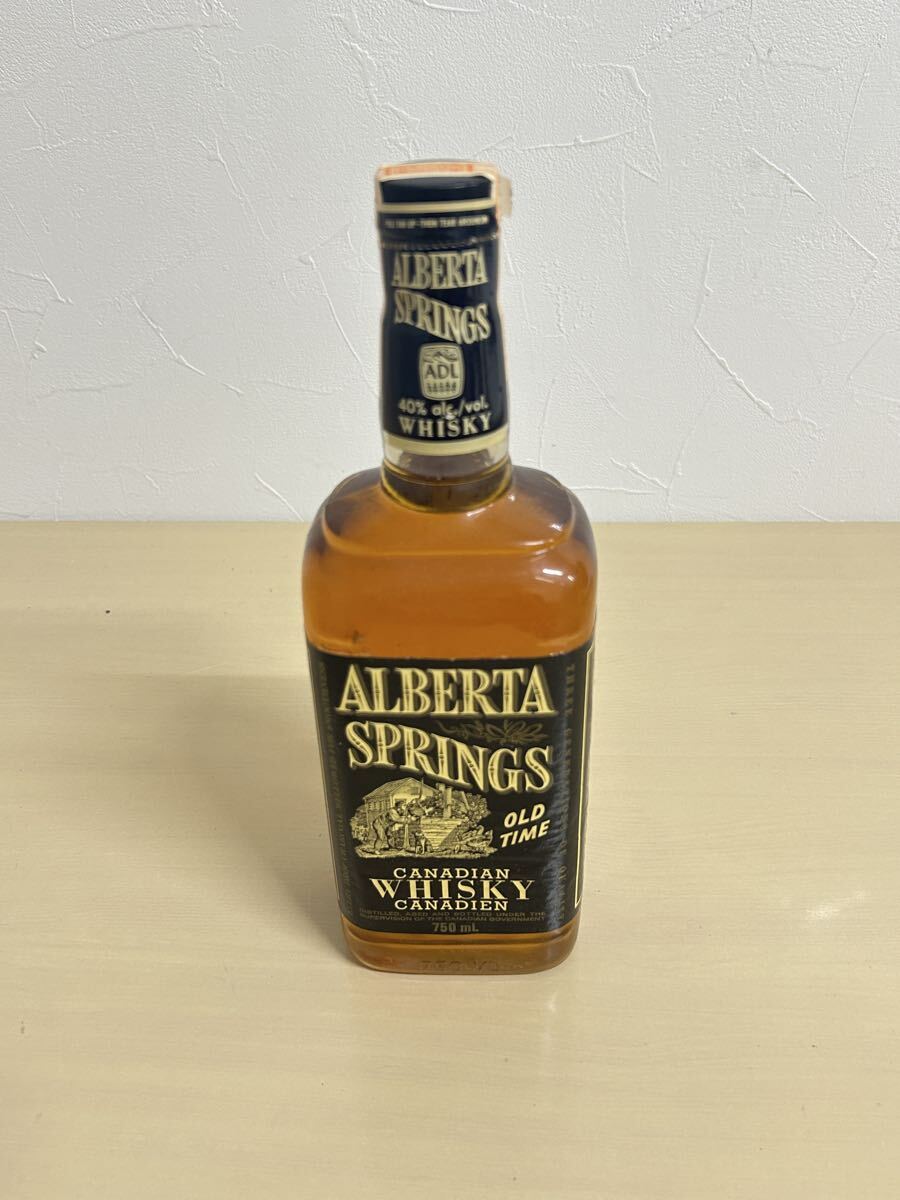 ALBERTA
SPRINGS
ADL
40% alc./vol.
WHISKY
ALBERTA
SPRINGS
OLD
TIME
CANADIAN
WHISKY
CANADIEN
DISTILLED, AGED AND BOTTLED UNDER THE
SUPERVISION OF THE CANADIAN GOVERNMENT
750 mL